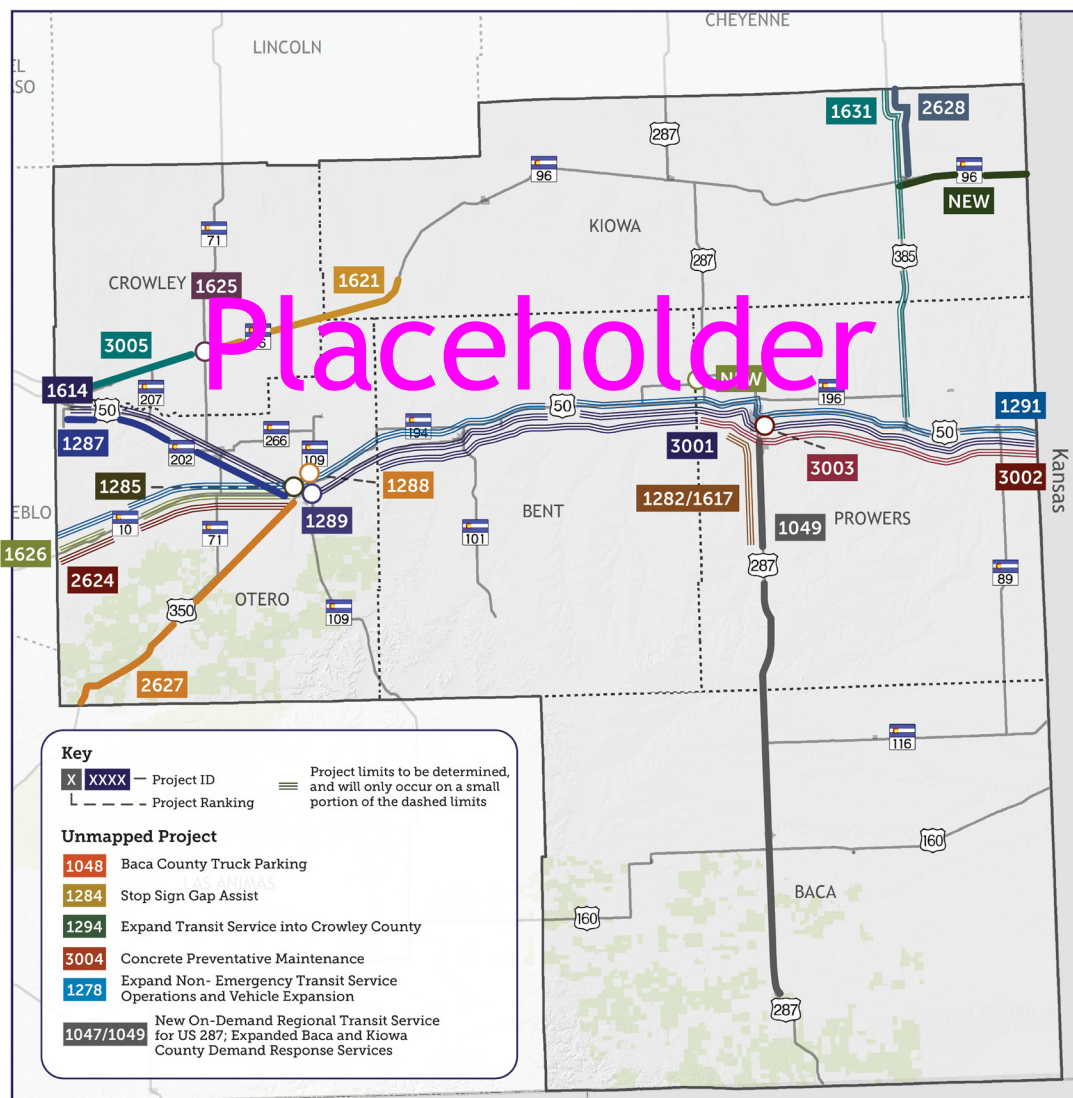 CHEYENNE
LINCOLN
EL
ASO
1631
2628
287
96
96
NEW
KIOWA
71
287
385
CROWLEY
1625
1621
Placeholder
3005
NEW
1614
207
50
196
1291
50
1287
266
194
50
202
109
3001
1285
1288
3003
3002
Kansas
1282/1617
EBLO
10
1289
BENT
1049
PROWERS
1626
71
101
2624
287
89
OTERO
350
109
2627
116
Key
X XXXX Project ID
Project Ranking
Project limits to be determined,
and will only occur on a small
portion of the dashed limits
Unmapped Project
1048 Baca County Truck Parking
160
LAS ANIMAS
1284 Stop Sign Gap Assist
BACA
160
1294 Expand Transit Service into Crowley County
3004 Concrete Preventative Maintenance
1278 Expand Non- Emergency Transit Service
Operations and Vehicle Expansion
287
1047/1049 New On-Demand Regional Transit Service
for US 287; Expanded Baca and Kiowa
County Demand Response Services